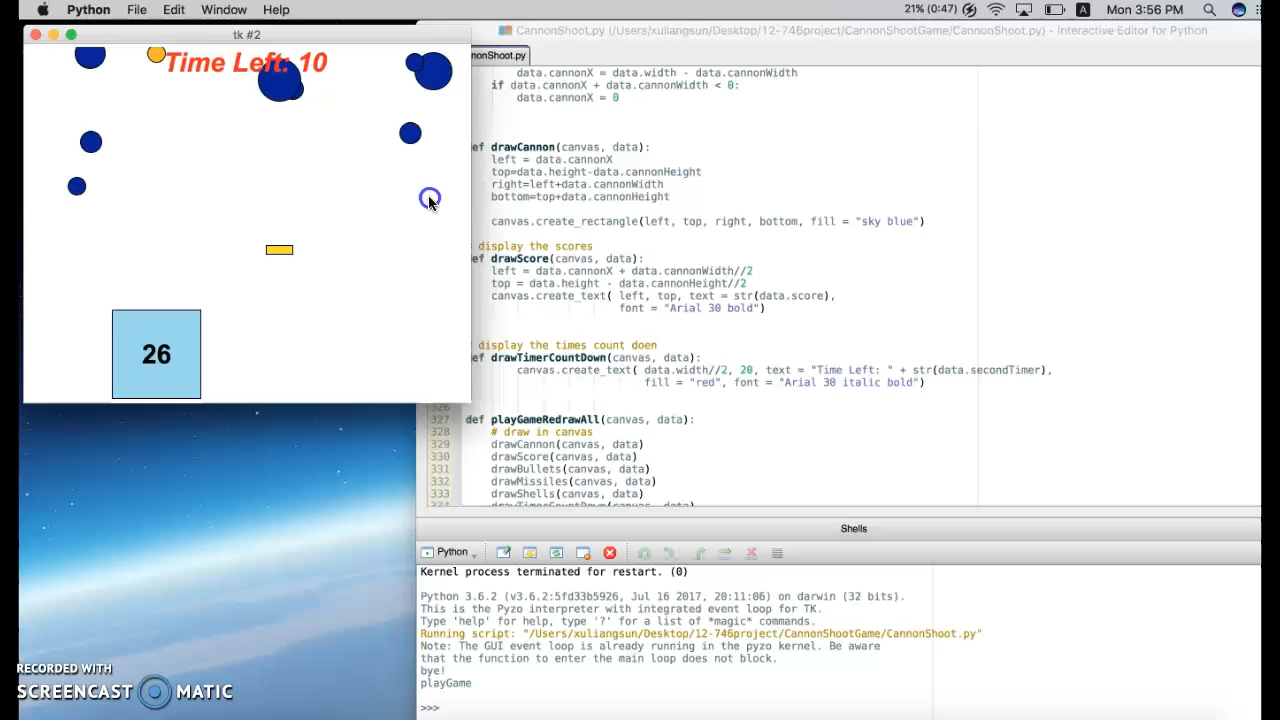 Python File Edit Window Help
21% (0:47) A Mon 3:56 PM
tk #2
Time Left: 10
26
CannonShoot.py (/Users/xuliangsun/Desktop/12-746project/CannonShootGame/CannonShoot.py) - Interactive Editor for Python
nonShoot.py
data.cannonX = data.width - data.cannonWidth
if data.cannonX + data.cannonWidth < 0:
data.cannonX = 0
ef drawCannon(canvas, data):
left = data.cannonX
top=data.height-data.cannonHeight
right=left+data.cannonWidth
bottom=top+data.cannonHeight
canvas.create_rectangle(left, top, right, bottom, fill = "sky blue")
display the scores
ef drawScore(canvas, data):
left = data.cannonX + data.cannonWidth//2
top = data.height - data.cannonHeight//2
canvas.create_text( left, top, text = str(data.score),
font = "Arial 30 bold")
display the times count doen
ef drawTimerCountDown(canvas, data):
canvas.create_text( data.width//2, 20, text = "Time Left: " + str(data.secondTimer),
fill = "red", font = "Arial 30 italic bold")
326
327 def playGameRedrawAll(canvas, data):
328 # draw in canvas
329 drawCannon(canvas, data)
330 drawScore(canvas, data)
331 drawBullets(canvas, data)
332 drawMissiles(canvas, data)
333 drawShells(canvas, data)
334 drawTimerCountDown(canvas, data)
Shells
Python
Kernel process terminated for restart. (0)
Python 3.6.2 (v3.6.2:5fd33b5926, Jul 16 2017, 20:11:06) on darwin (32 bits).
This is the Pyzo interpreter with integrated event loop for TK.
Type 'help' for help, type '?' for a list of *magic* commands.
Running script: "/Users/xuliangsun/Desktop/12-746project/CannonShootGame/CannonShoot.py"
Note: The GUI event loop is already running in the pyzo kernel. Be aware
that the function to enter the main loop does not block.
bye!
playGame
>>>
RECORDED WITH
SCREENCAST MATIC